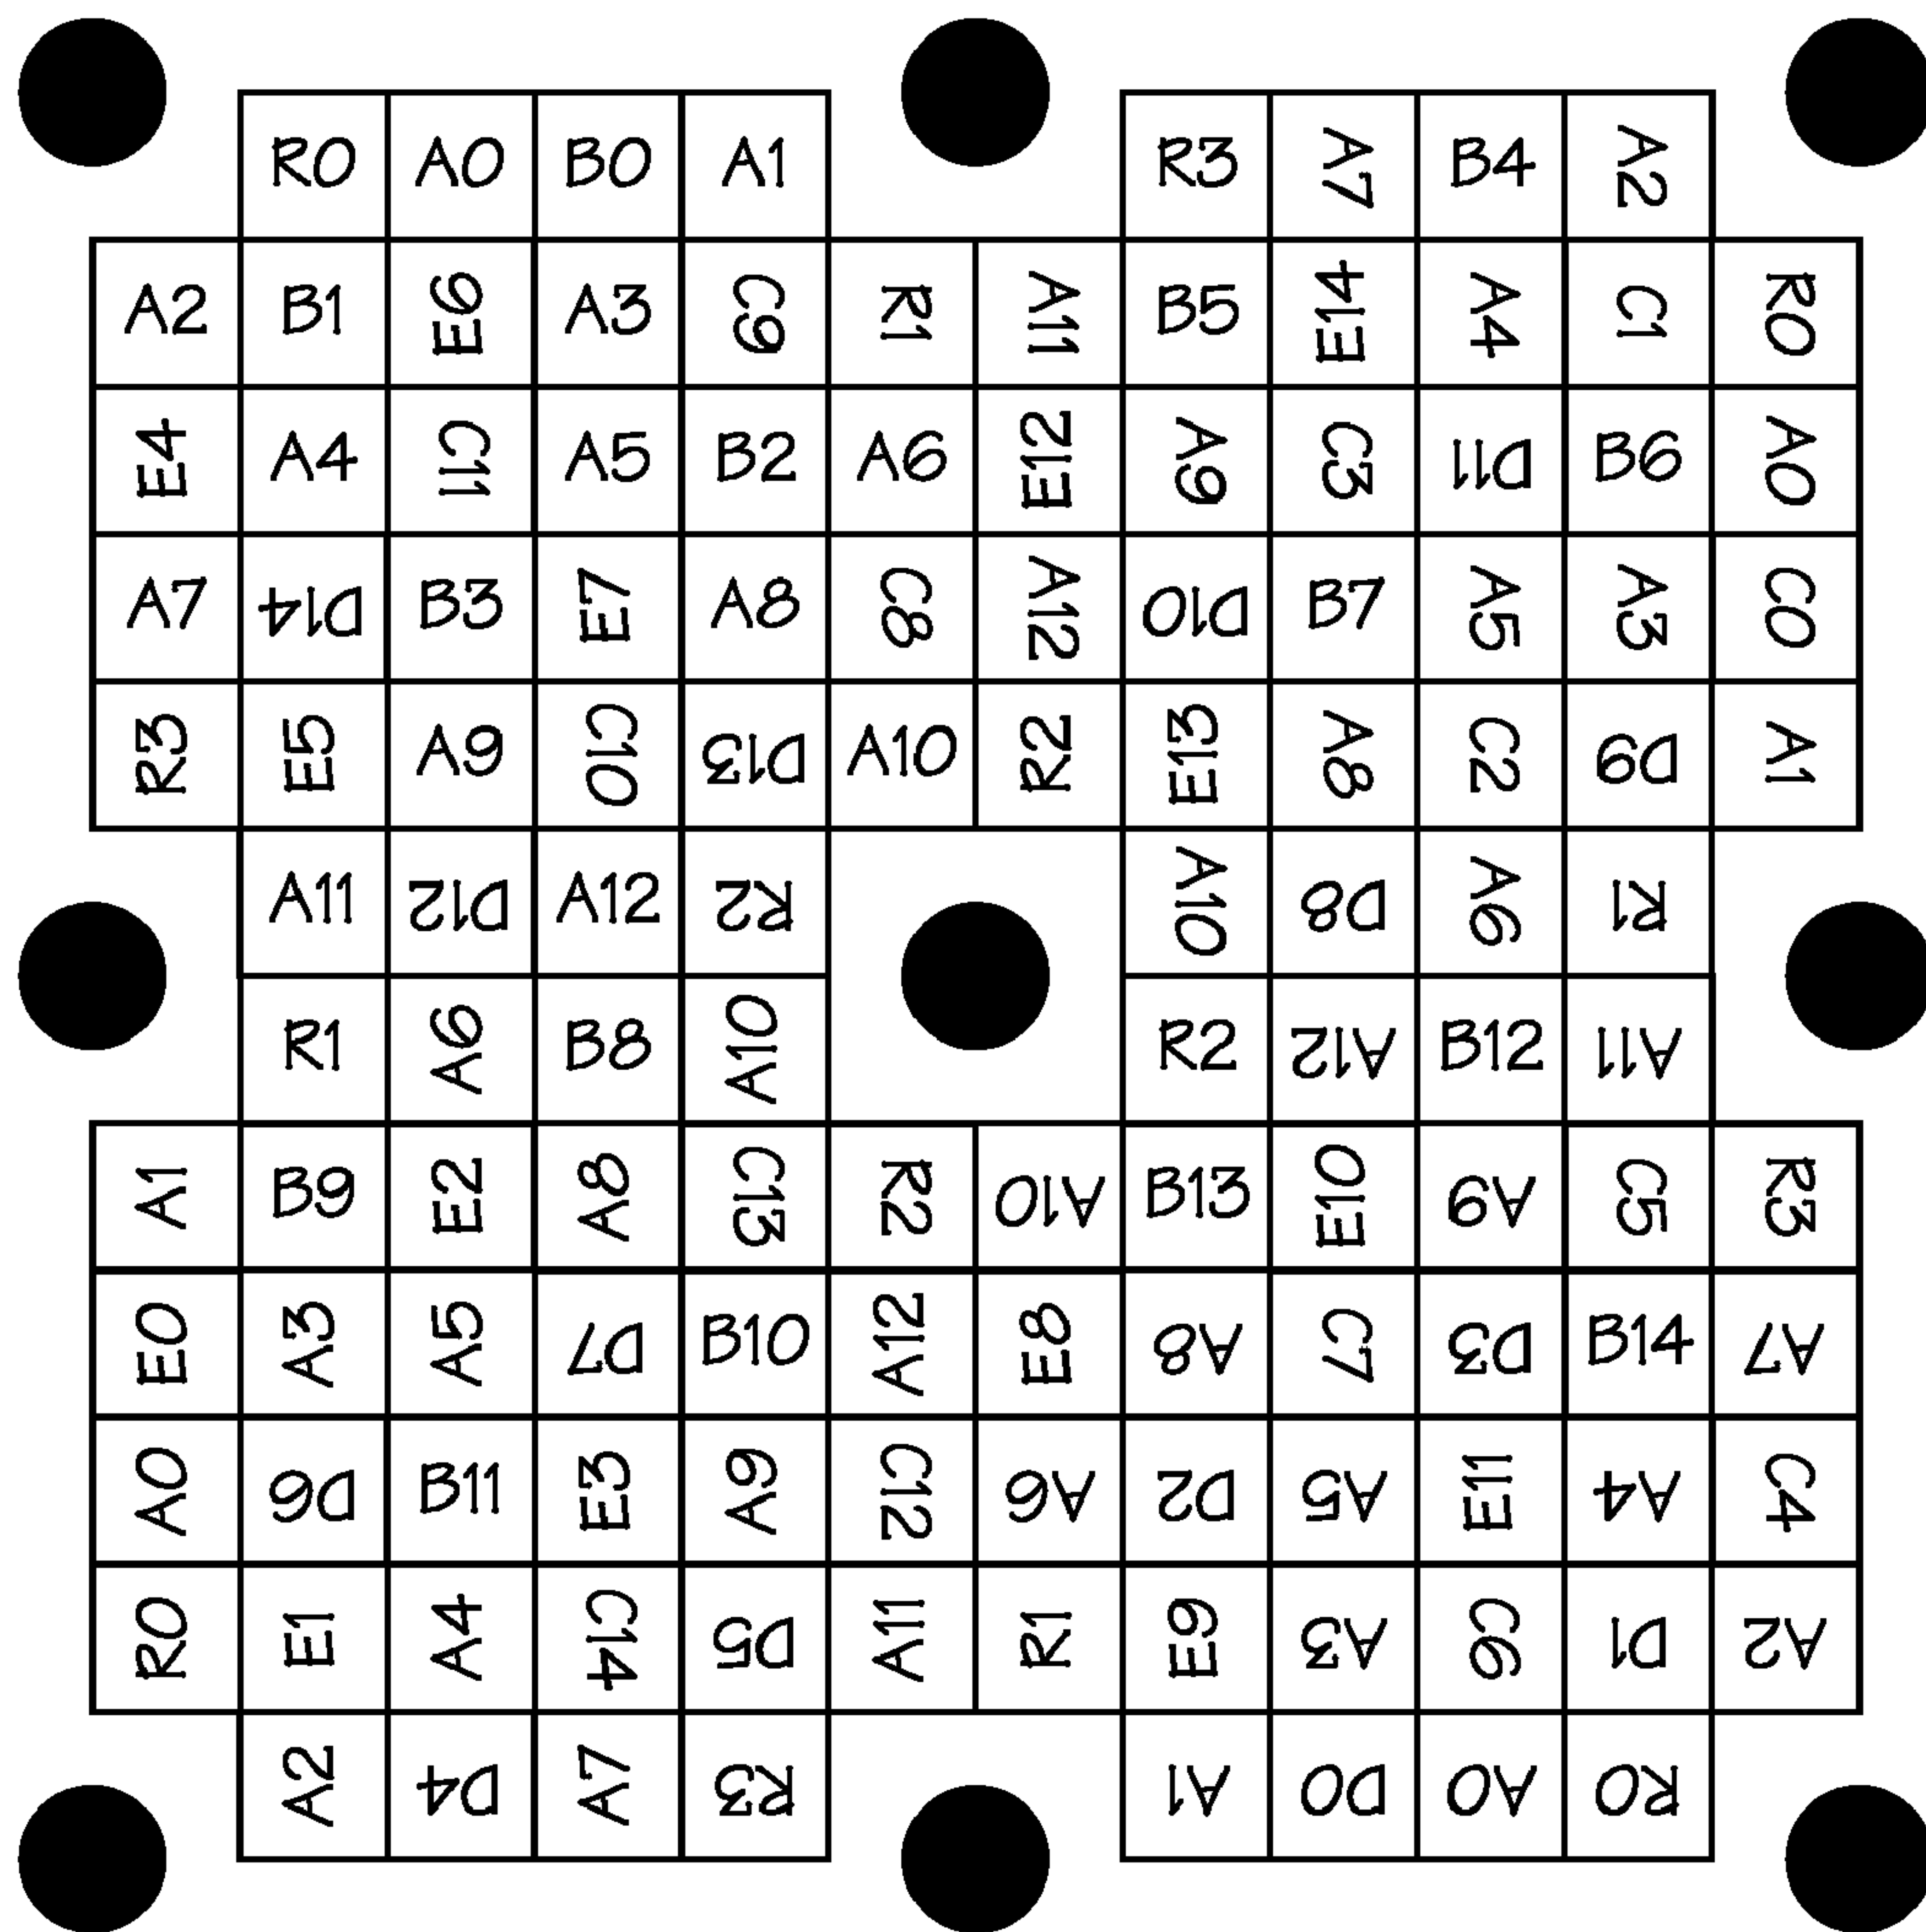 R0 A0 B0 A1 R3 A7 B4 A2
A2 B1 E6 A3 C9 R1 A11 B5 E14 A4 C1 R0
E4 A4 C11 A5 B2 A6 E12 A9 C3 D11 B6 A0
A7 D14 B3 E7 A8 C8 A12 D10 B7 A5 A3 C0
R3 E5 A9 C10 D13 A10 R2 E13 A8 C2 D9 A1
A11 D12 A12 R2 A10 D8 A6 R1
R1 A9 B8 A10 R2 A12 B12 A11
A1 B9 E2 A8 C13 R2 A10 B13 E10 A9 C5 R3
E0 A3 A5 D7 B10 A12 E8 A8 C7 D3 B14 A7
A0 D6 B11 E3 A6 C12 A6 D2 A5 E11 A4 C4
R0 E1 A4 C14 D5 A11 R1 E9 A3 C6 D1 A2
A2 D4 A7 R3 A1 D0 A0 R0